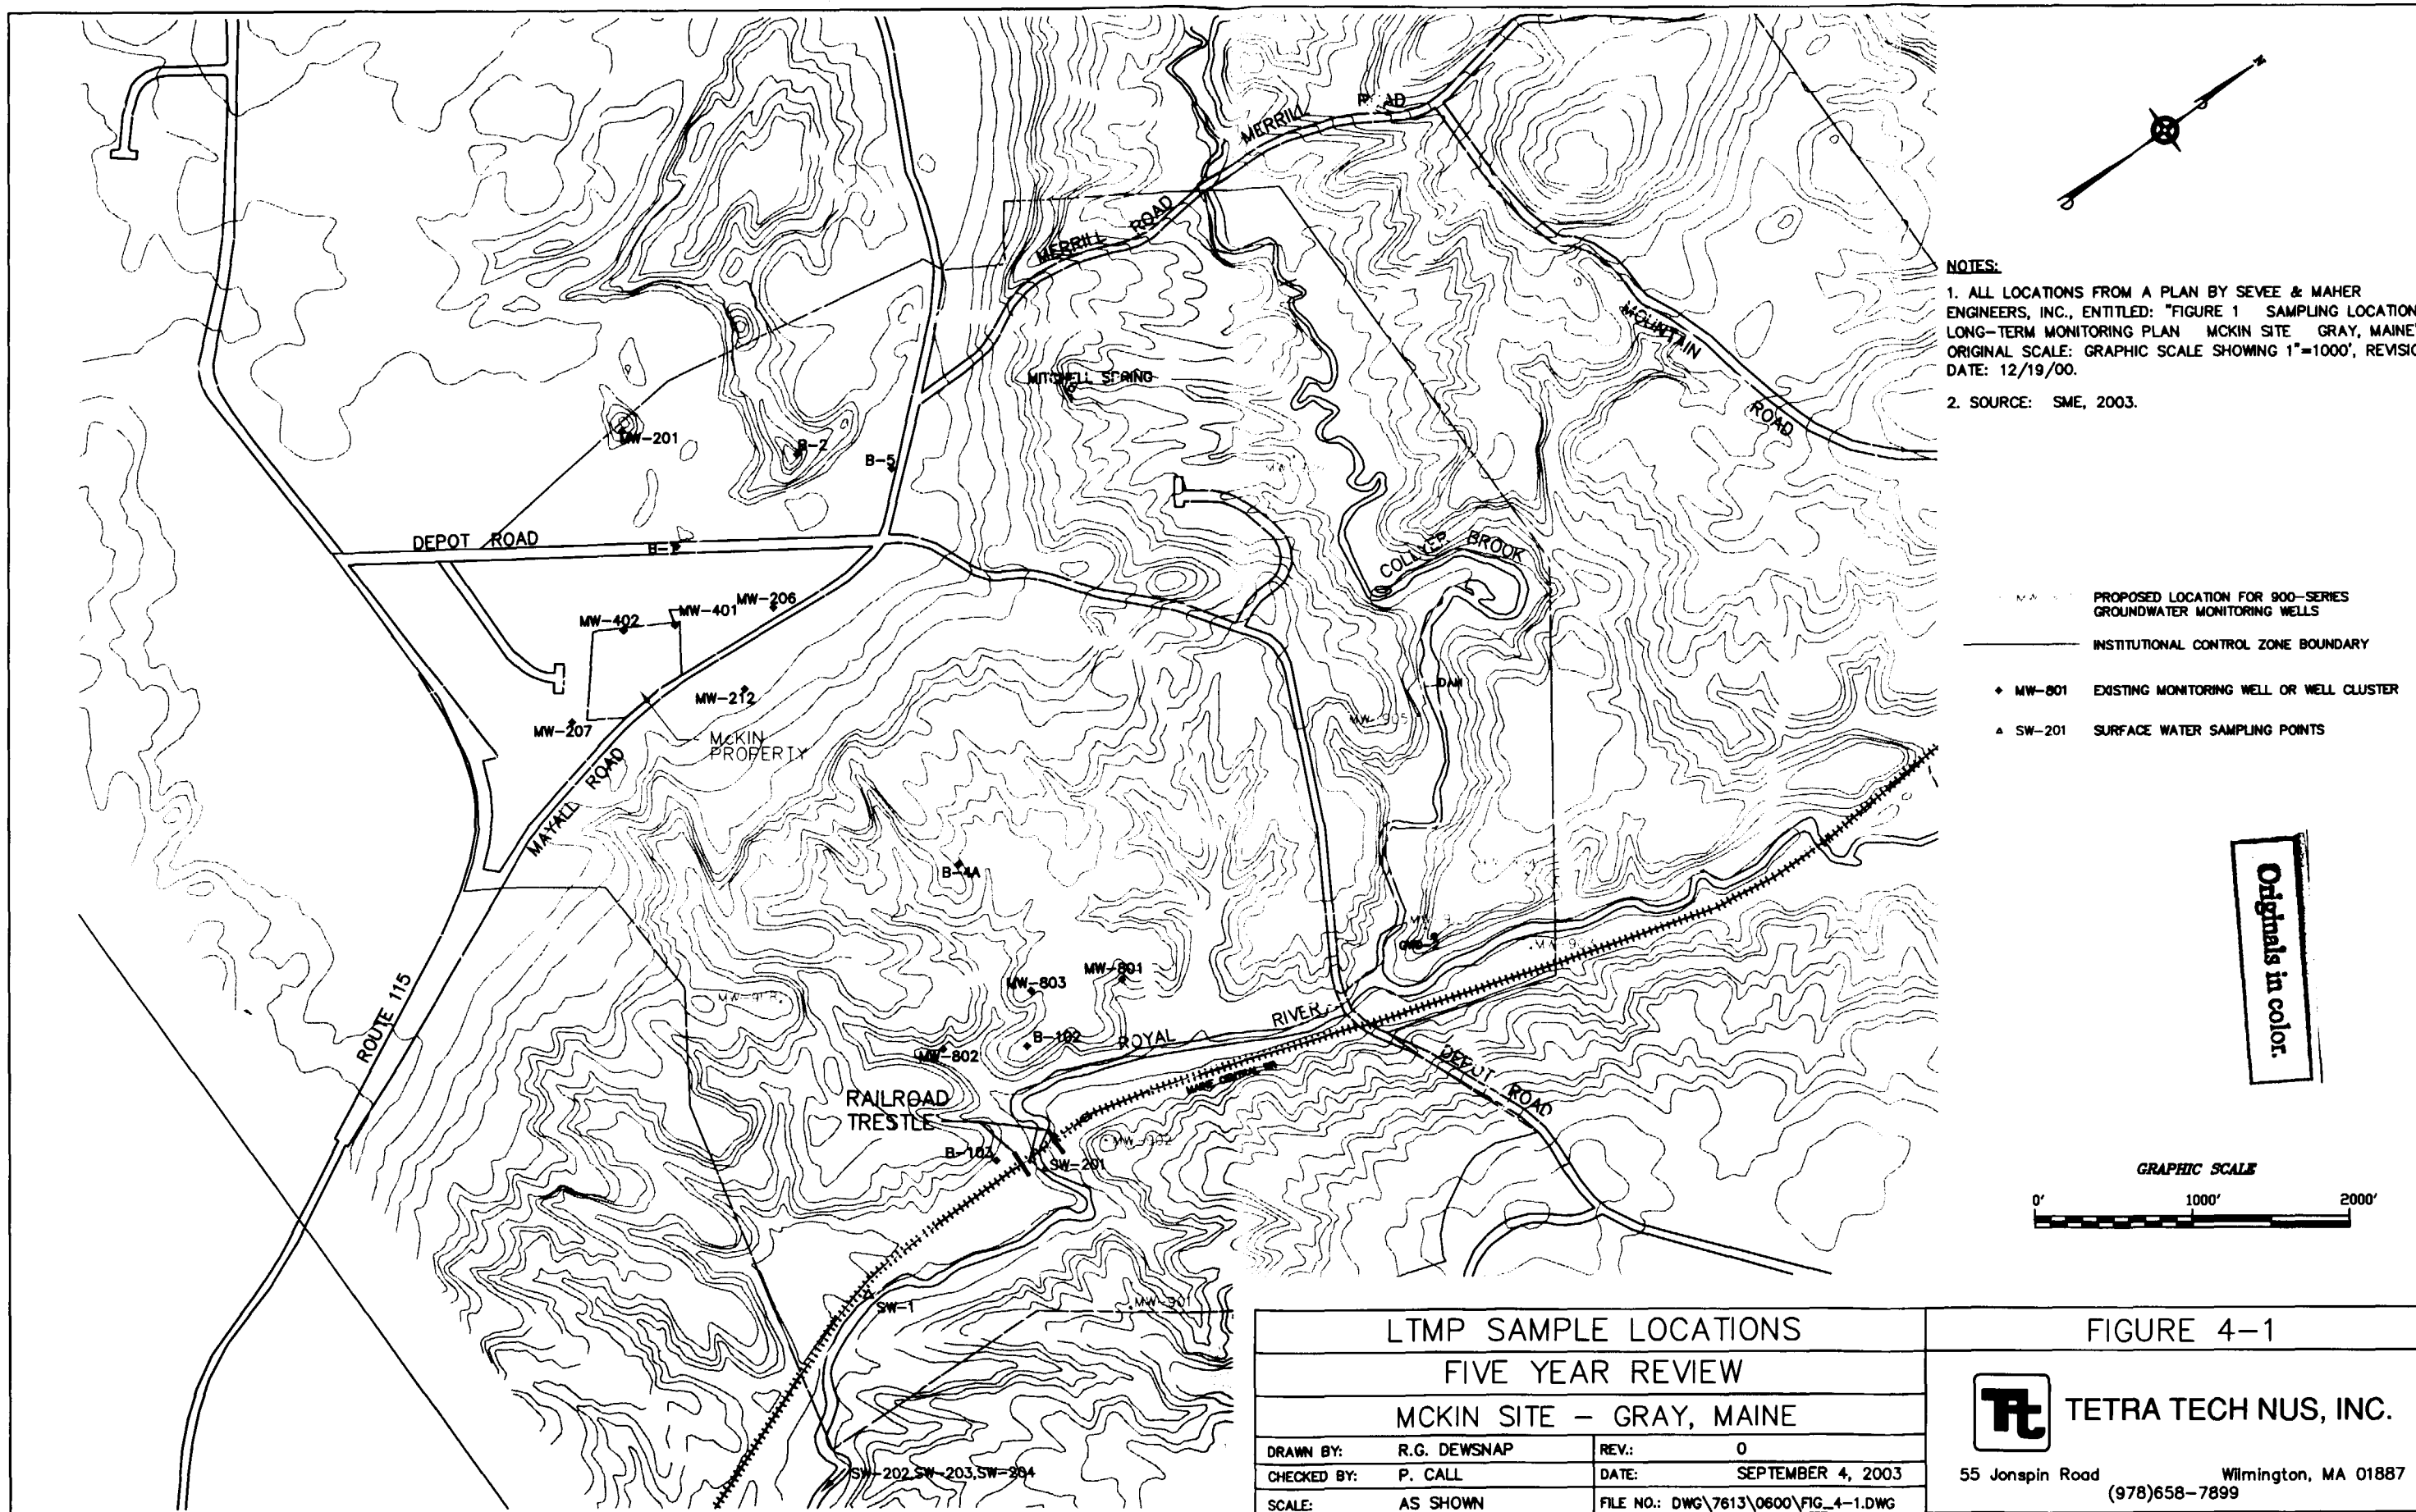 MERRILL ROAD
MERRILL ROAD
MOUNTAIN
ROAD
SPRING
MW-201
B-2
B-5
DEPOT ROAD
COLLYER BROOK
MW-402
MW-401
MW-206
MW-212
MW-207
McKIN
PROPERTY
DAM
MAYALL ROAD
B-4A
MW-803
MW-801
ROUTE 115
B-102
ROYAL RIVER
MW-802
MAINE CENTRAL RR
DEPOT ROAD
RAILROAD
TRESTLE
B-103
SW-201
SW-1
MW-901
SW-202,SW-203,SW-204
N
NOTES:
1. ALL LOCATIONS FROM A PLAN BY SEVEE & MAHER
ENGINEERS, INC., ENTITLED: "FIGURE 1 SAMPLING LOCATION
LONG-TERM MONITORING PLAN MCKIN SITE GRAY, MAINE"
ORIGINAL SCALE: GRAPHIC SCALE SHOWING 1"=1000', REVISIO
DATE: 12/19/00.
2. SOURCE: SME, 2003.
PROPOSED LOCATION FOR 900-SERIES
GROUNDWATER MONITORING WELLS
INSTITUTIONAL CONTROL ZONE BOUNDARY
MW-801 EXISTING MONITORING WELL OR WELL CLUSTER
SW-201 SURFACE WATER SAMPLING POINTS
Originals in color.
GRAPHIC SCALE
0' 1000' 2000'
LTMP SAMPLE LOCATIONS
FIVE YEAR REVIEW
MCKIN SITE - GRAY, MAINE
DRAWN BY: R.G. DEWSNAP REV.: 0
CHECKED BY: P. CALL DATE: SEPTEMBER 4, 2003
SCALE: AS SHOWN FILE NO.: DWG\7613\0600\FIG_4-1.DWG
FIGURE 4-1
Tt TETRA TECH NUS, INC.
55 Jonspin Road Wilmington, MA 01887
(978)658-7899